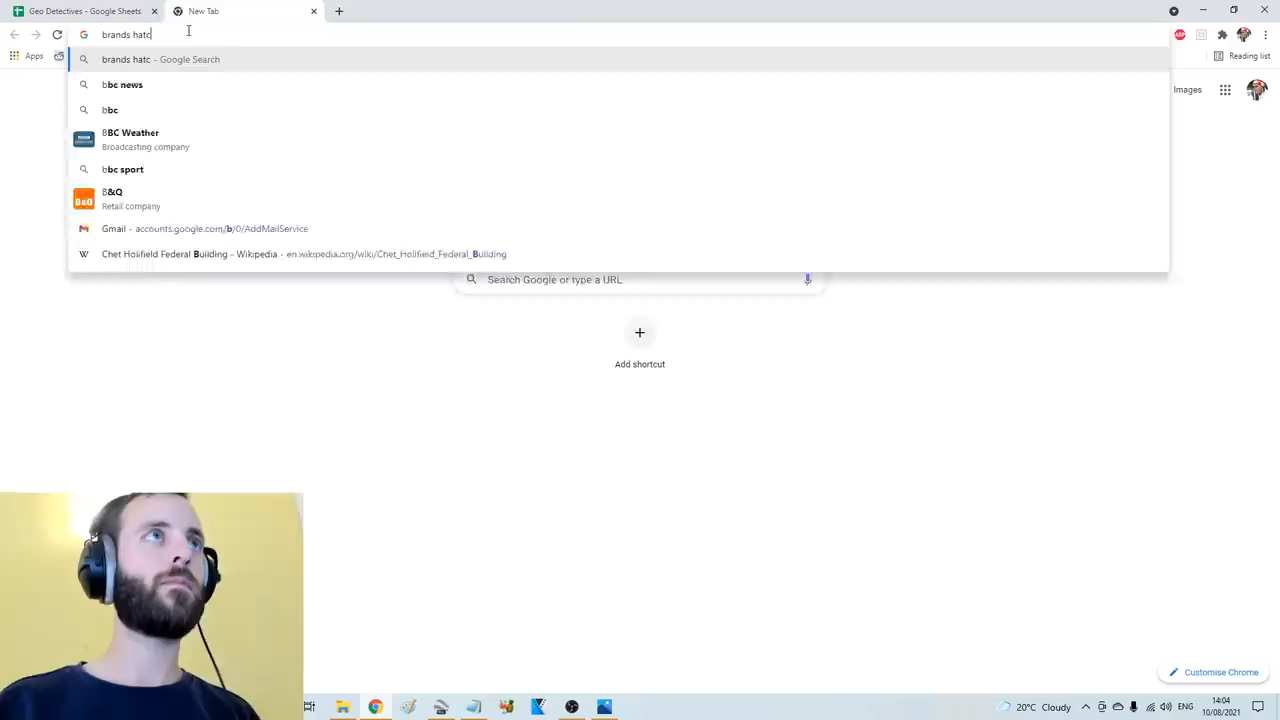 Geo Detectives - Google Sheets
New Tab
brands hatc
Apps
Reading list
brands hatc - Google Search
bbc news
bbc
BBC Weather
Broadcasting company
bbc sport
B&Q
Retail company
Gmail - accounts.google.com/b/0/AddMailService
Chet Holifield Federal Building - Wikipedia - en.wikipedia.org/wiki/Chet_Holifield_Federal_Building
Images
Search Google or type a URL
Add shortcut
Customise Chrome
20°C Cloudy
ENG
14:04
10/08/2021